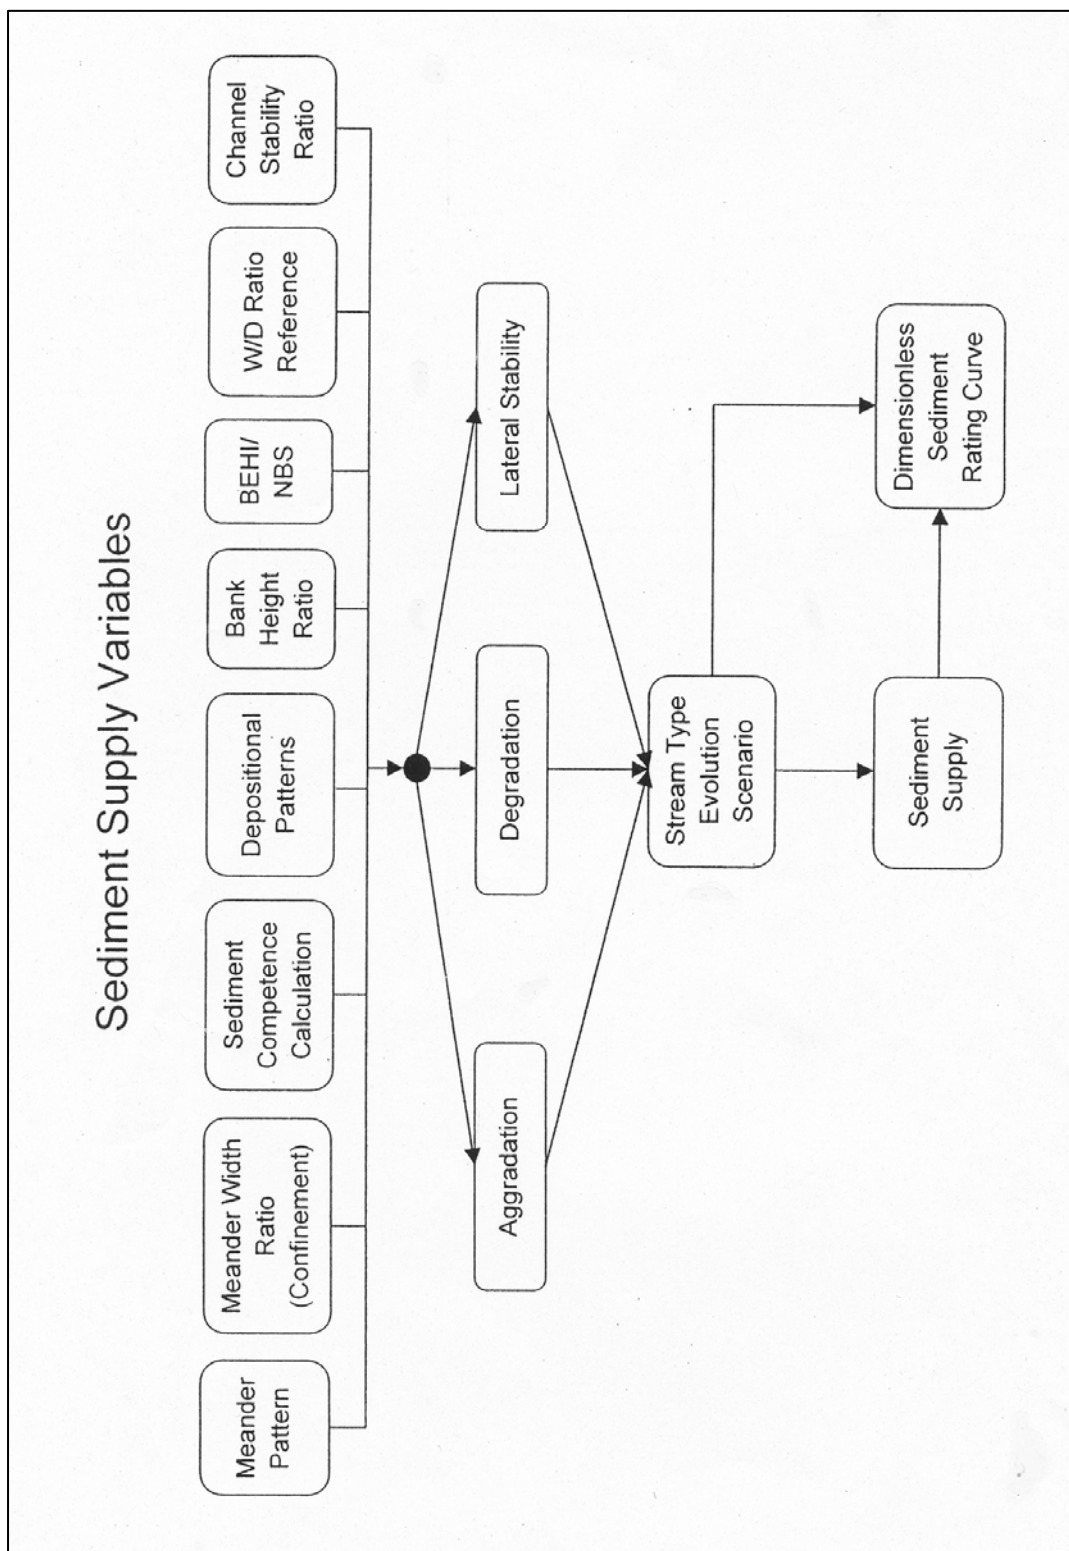 Sediment Supply Variables
Meander
Pattern
Meander Width
Ratio
(Confinement)
Sediment
Competence
Calculation
Depositional
Patterns
Bank
Height
Ratio
BEHI/
NBS
W/D Ratio
Reference
Channel
Stability
Ratio
Aggradation
Degradation
Lateral Stability
Stream Type
Evolution
Scenario
Sediment
Supply
Dimensionless
Sediment
Rating Curve